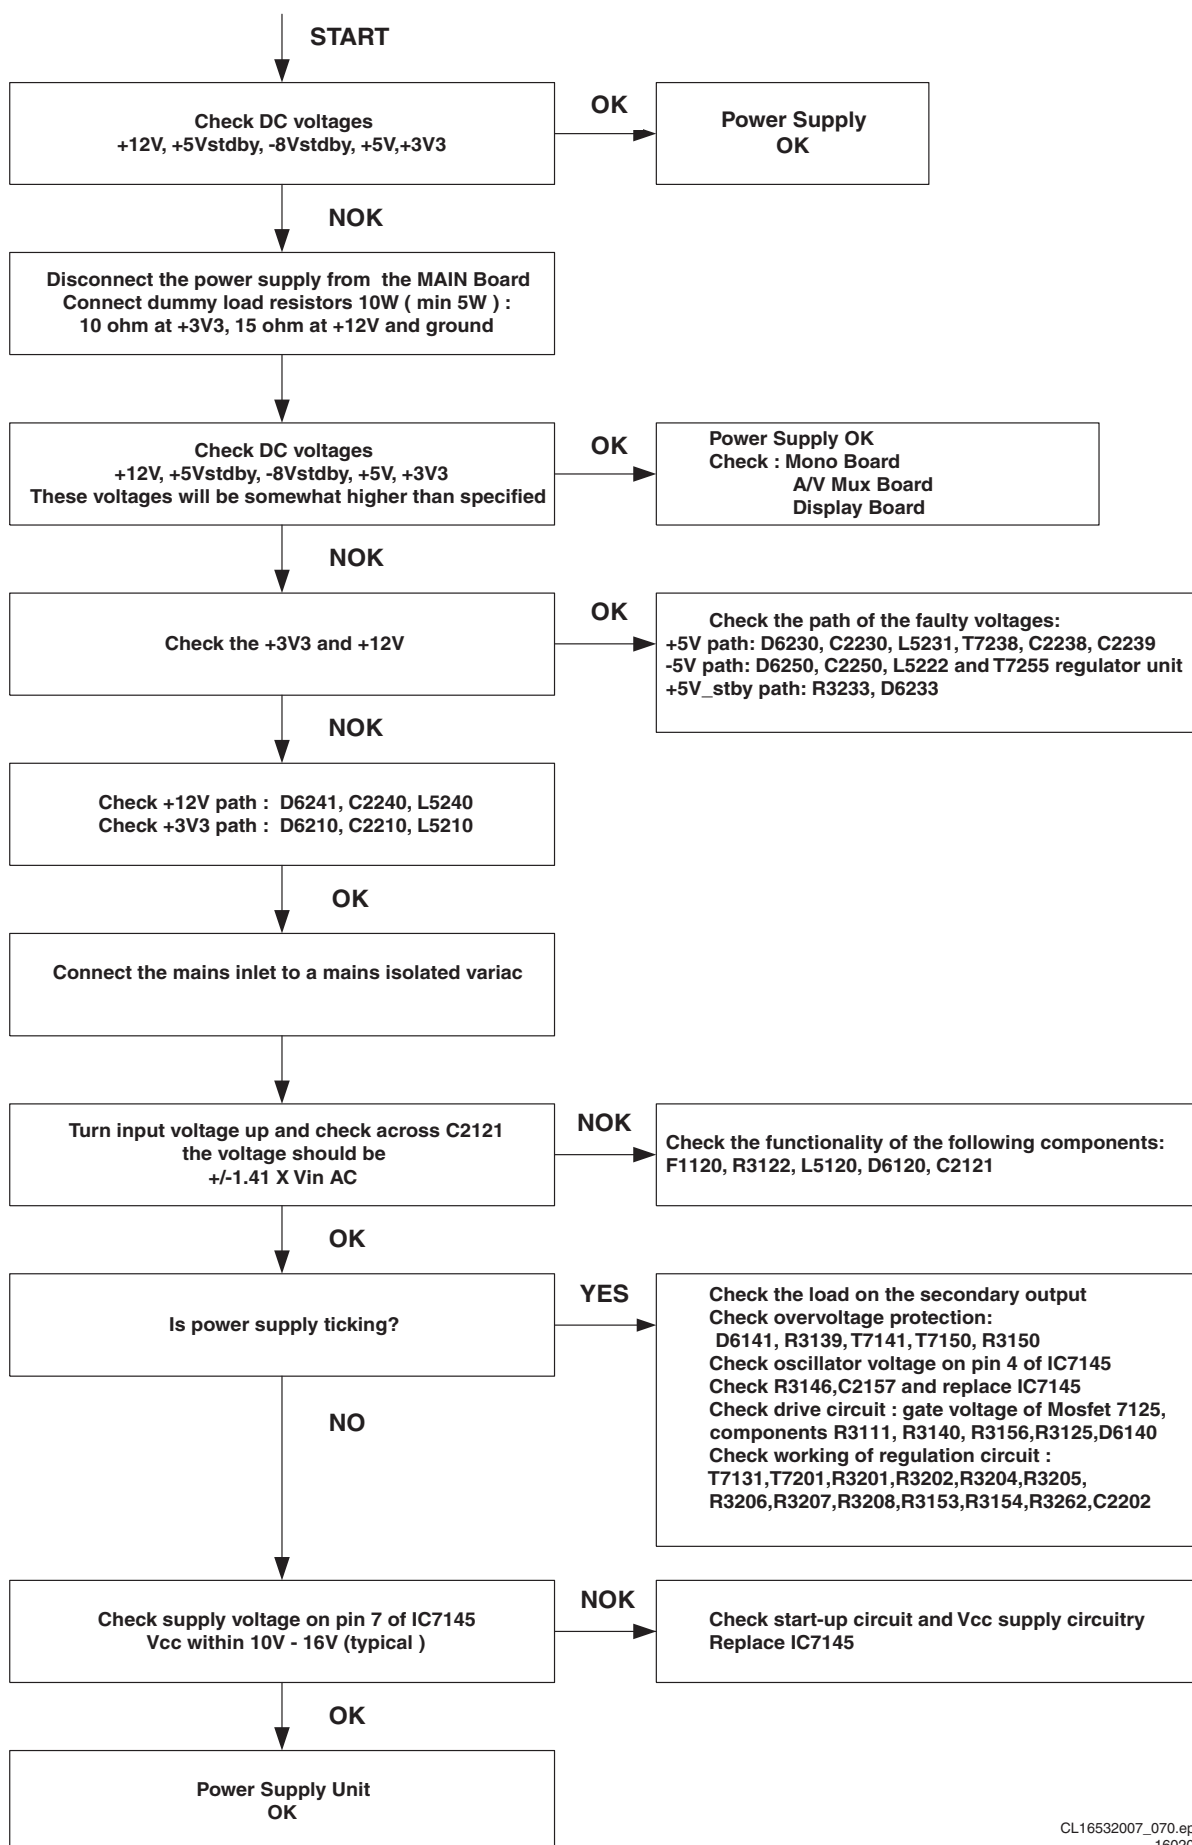 START
Check DC voltages
+12V, +5Vstdby, -8Vstdby, +5V,+3V3
OK
Power Supply
OK
NOK
Disconnect the power supply from the MAIN Board
Connect dummy load resistors 10W ( min 5W ) :
10 ohm at +3V3, 15 ohm at +12V and ground
Check DC voltages
+12V, +5Vstdby, -8Vstdby, +5V, +3V3
These voltages will be somewhat higher than specified
OK
Power Supply OK
Check : Mono Board
A/V Mux Board
Display Board
NOK
Check the +3V3 and +12V
OK
Check the path of the faulty voltages:
+5V path: D6230, C2230, L5231, T7238, C2238, C2239
-5V path: D6250, C2250, L5222 and T7255 regulator unit
+5V_stby path: R3233, D6233
NOK
Check +12V path : D6241, C2240, L5240
Check +3V3 path : D6210, C2210, L5210
OK
Connect the mains inlet to a mains isolated variac
Turn input voltage up and check across C2121
the voltage should be
+/-1.41 X Vin AC
NOK
Check the functionality of the following components:
F1120, R3122, L5120, D6120, C2121
OK
Is power supply ticking?
YES
Check the load on the secondary output
Check overvoltage protection:
D6141, R3139, T7141, T7150, R3150
Check oscillator voltage on pin 4 of IC7145
Check R3146,C2157 and replace IC7145
Check drive circuit : gate voltage of Mosfet 7125,
components R3111, R3140, R3156,R3125,D6140
Check working of regulation circuit :
T7131,T7201,R3201,R3202,R3204,R3205,
R3206,R3207,R3208,R3153,R3154,R3262,C2202
NO
Check supply voltage on pin 7 of IC7145
Vcc within 10V - 16V (typical )
NOK
Check start-up circuit and Vcc supply circuitry
Replace IC7145
OK
Power Supply Unit
OK
CL16532007_070.ep
16020